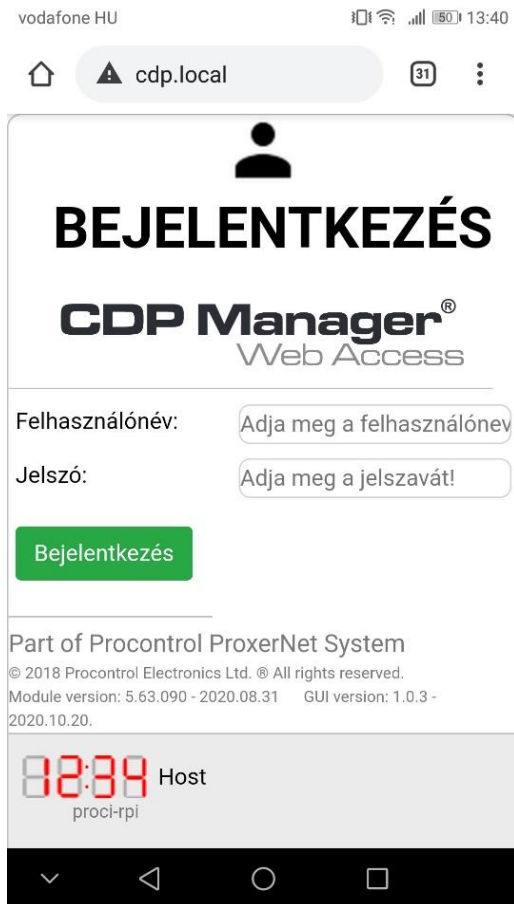 vodafone HU 50 13:40
cdp.local 31
BEJELENTKEZÉS
CDP Manager®
Web Access
Felhasználónév: Adja meg a felhasználónev
Jelszó: Adja meg a jelszavát!
Bejelentkezés
Part of Procontrol ProxerNet System
© 2018 Procontrol Electronics Ltd. ® All rights reserved.
Module version: 5.63.090 - 2020.08.31 GUI version: 1.0.3 -
2020.10.20.
12:34 Host
proci-rpi